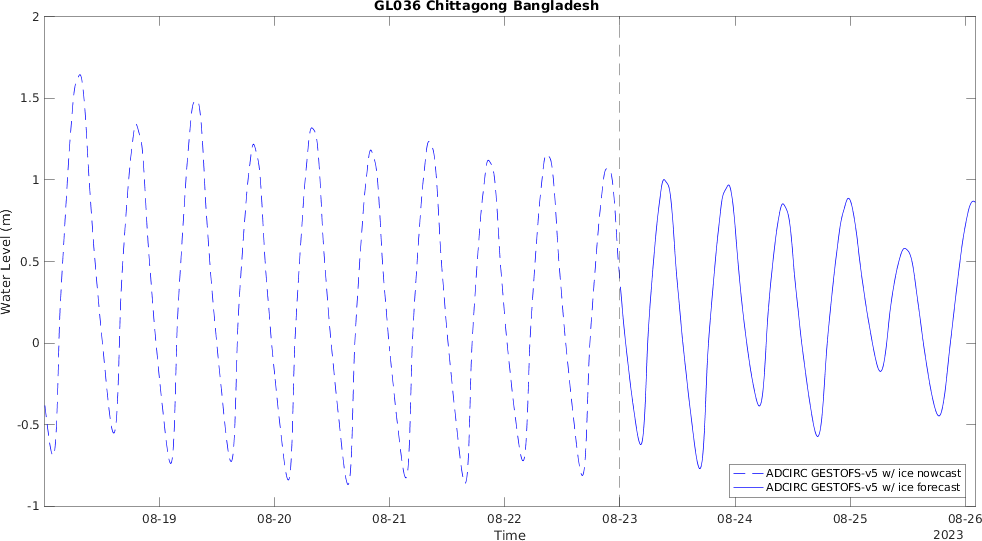 GL036 Chittagong Bangladesh
2
1.5
1
0.5
0
-0.5
-1
Water Level (m)
08-19 08-20 08-21 08-22 08-23 08-24 08-25 08-26
Time
2023
ADCIRC GESTOFS-v5 w/ ice nowcast
ADCIRC GESTOFS-v5 w/ ice forecast